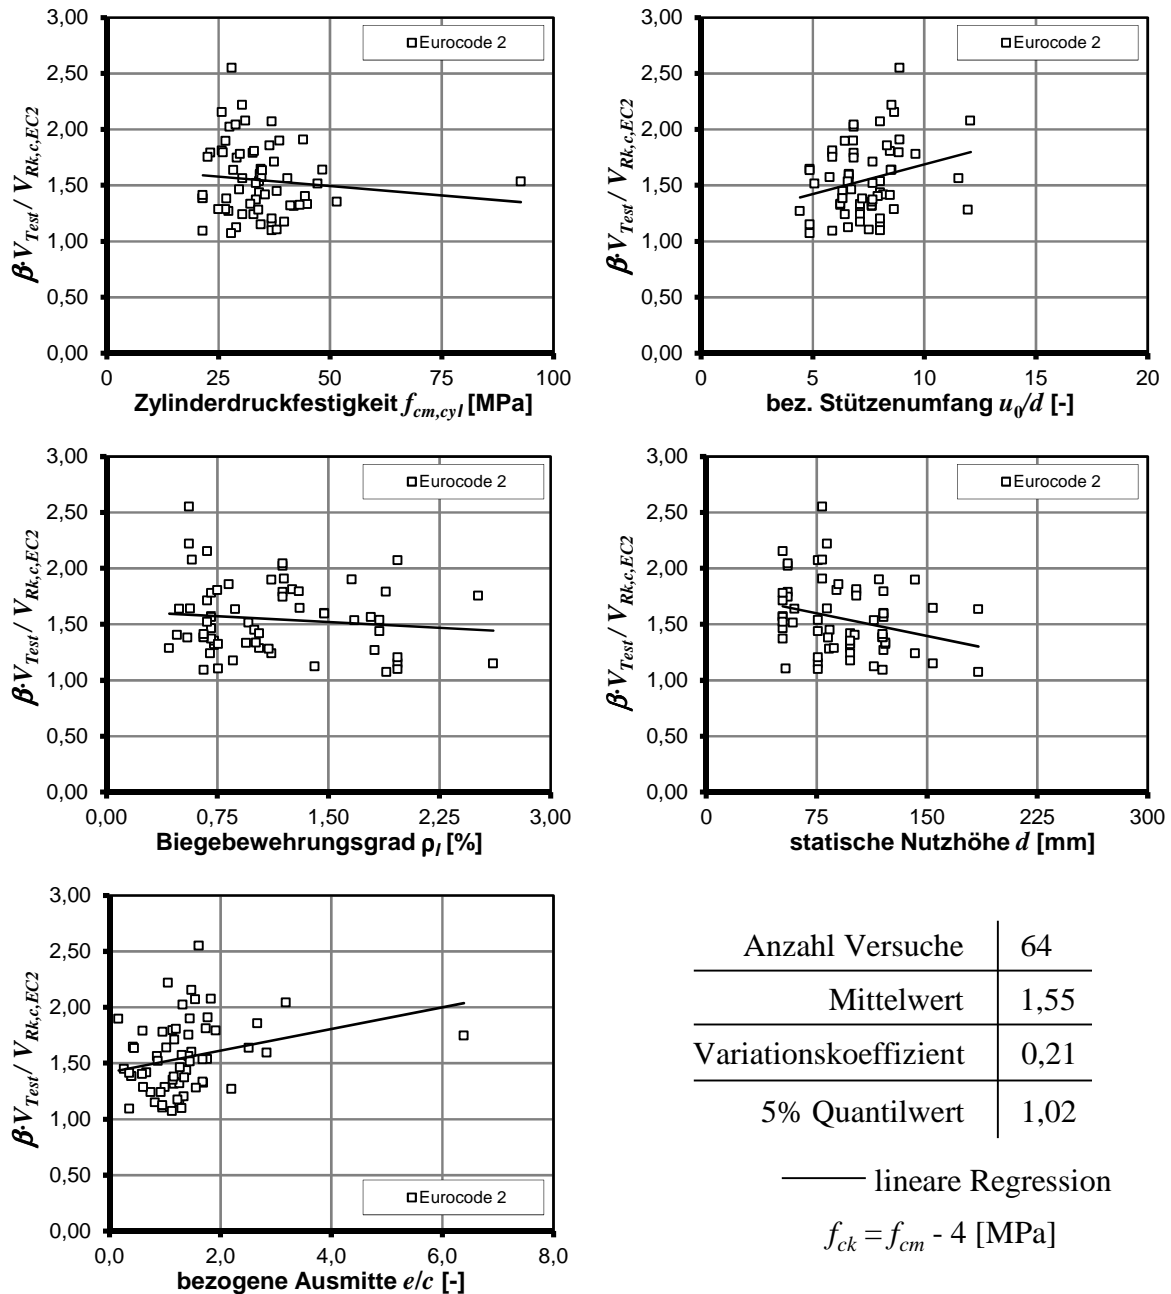 3,00
2,50
2,00
1,50
1,00
0,50
0,00
β·V_Test / V_Rk,c,EC2
Eurocode 2
0 25 50 75 100
Zylinderdruckfestigkeit f_cm,cyl [MPa]
3,00
2,50
2,00
1,50
1,00
0,50
0,00
β·V_Test / V_Rk,c,EC2
Eurocode 2
0 5 10 15 20
bez. Stützenumfang u_0/d [-]
3,00
2,50
2,00
1,50
1,00
0,50
0,00
β·V_Test / V_Rk,c,EC2
Eurocode 2
0,00 0,75 1,50 2,25 3,00
Biegebewehrungsgrad ρ_l [%]
3,00
2,50
2,00
1,50
1,00
0,50
0,00
β·V_Test / V_Rk,c,EC2
Eurocode 2
0 75 150 225 300
statische Nutzhöhe d [mm]
3,00
2,50
2,00
1,50
1,00
0,50
0,00
β·V_Test / V_Rk,c,EC2
Eurocode 2
0,0 2,0 4,0 6,0 8,0
bezogene Ausmitte e/c [-]
Anzahl Versuche 64
Mittelwert 1,55
Variationskoeffizient 0,21
5% Quantilwert 1,02
lineare Regression
f_ck = f_cm - 4 [MPa]